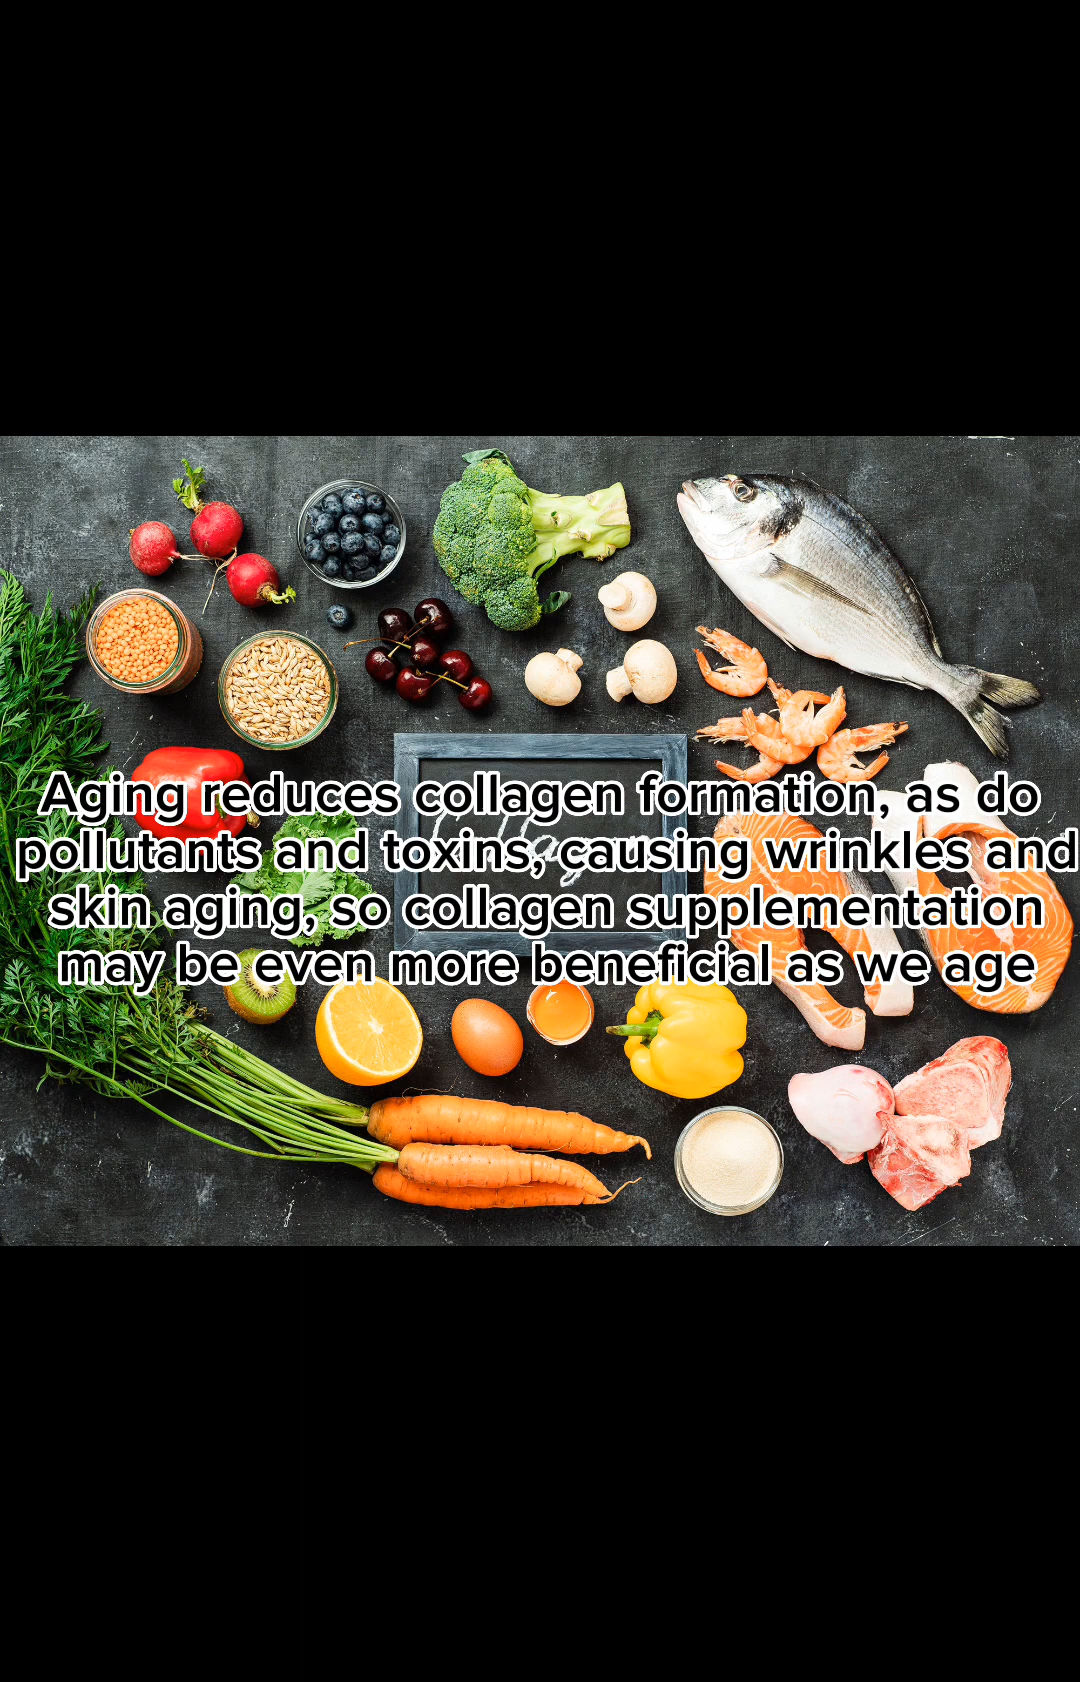 Aging reduces collagen formation, as do
pollutants and toxins, causing wrinkles and
skin aging, so collagen supplementation
may be even more beneficial as we age